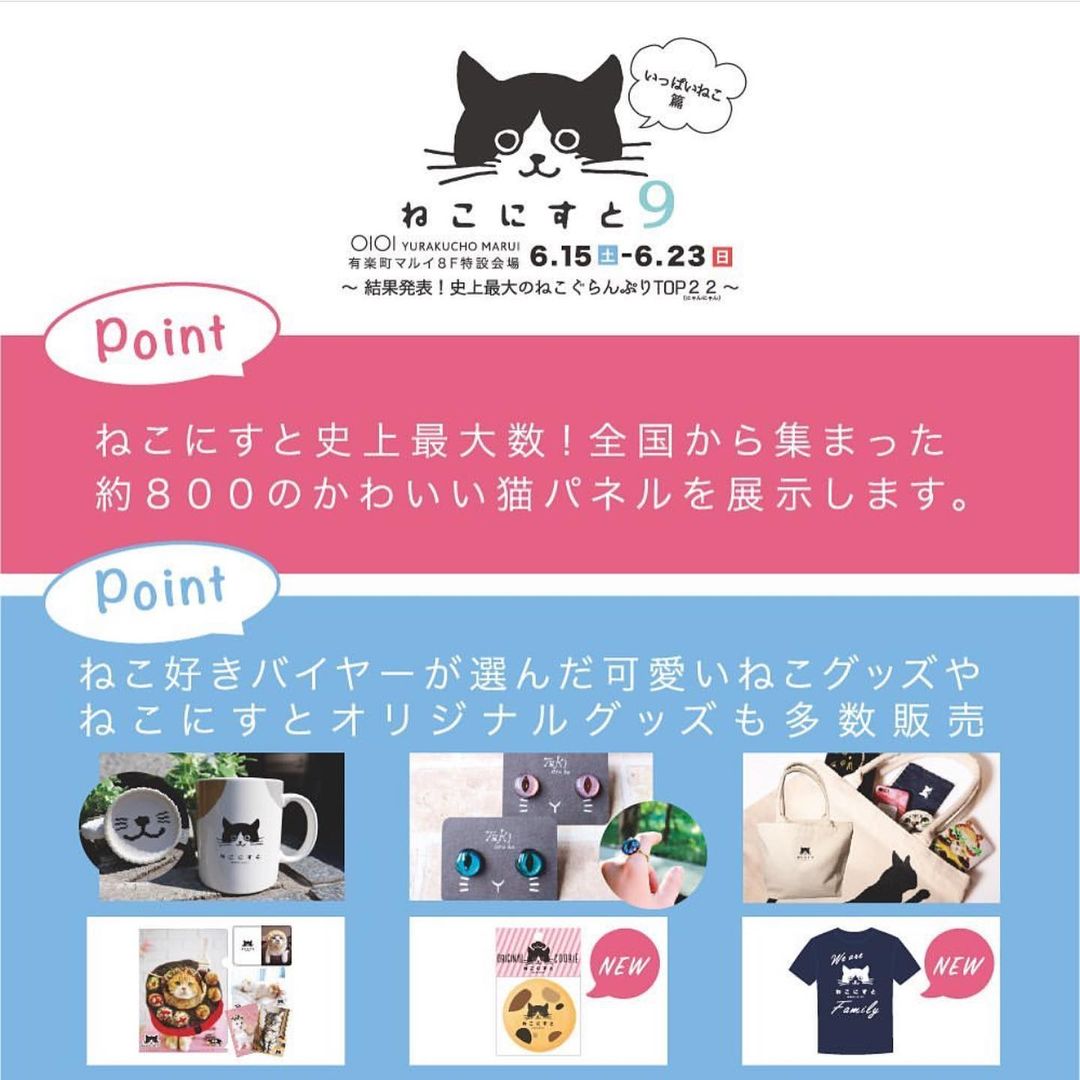 いっぱいねこ
篇
ねこにすと9
OIOI YURAKUCHO MARUI
有楽町マルイ8F特設会場
6.15土-6.23日
〜 結果発表！史上最大のねこぐらんぷりTOP２２〜
(にゃんにゃん)
Point
ねこにすと史上最大数！全国から集まった
約８００のかわいい猫パネルを展示します。
Point
ねこ好きバイヤーが選んだ可愛いねこグッズや
ねこにすとオリジナルグッズも多数販売
ねこにすと
ORIGINAL COOKIE
ねこにすと
NEW
We are
ねこにすと
Family
NEW